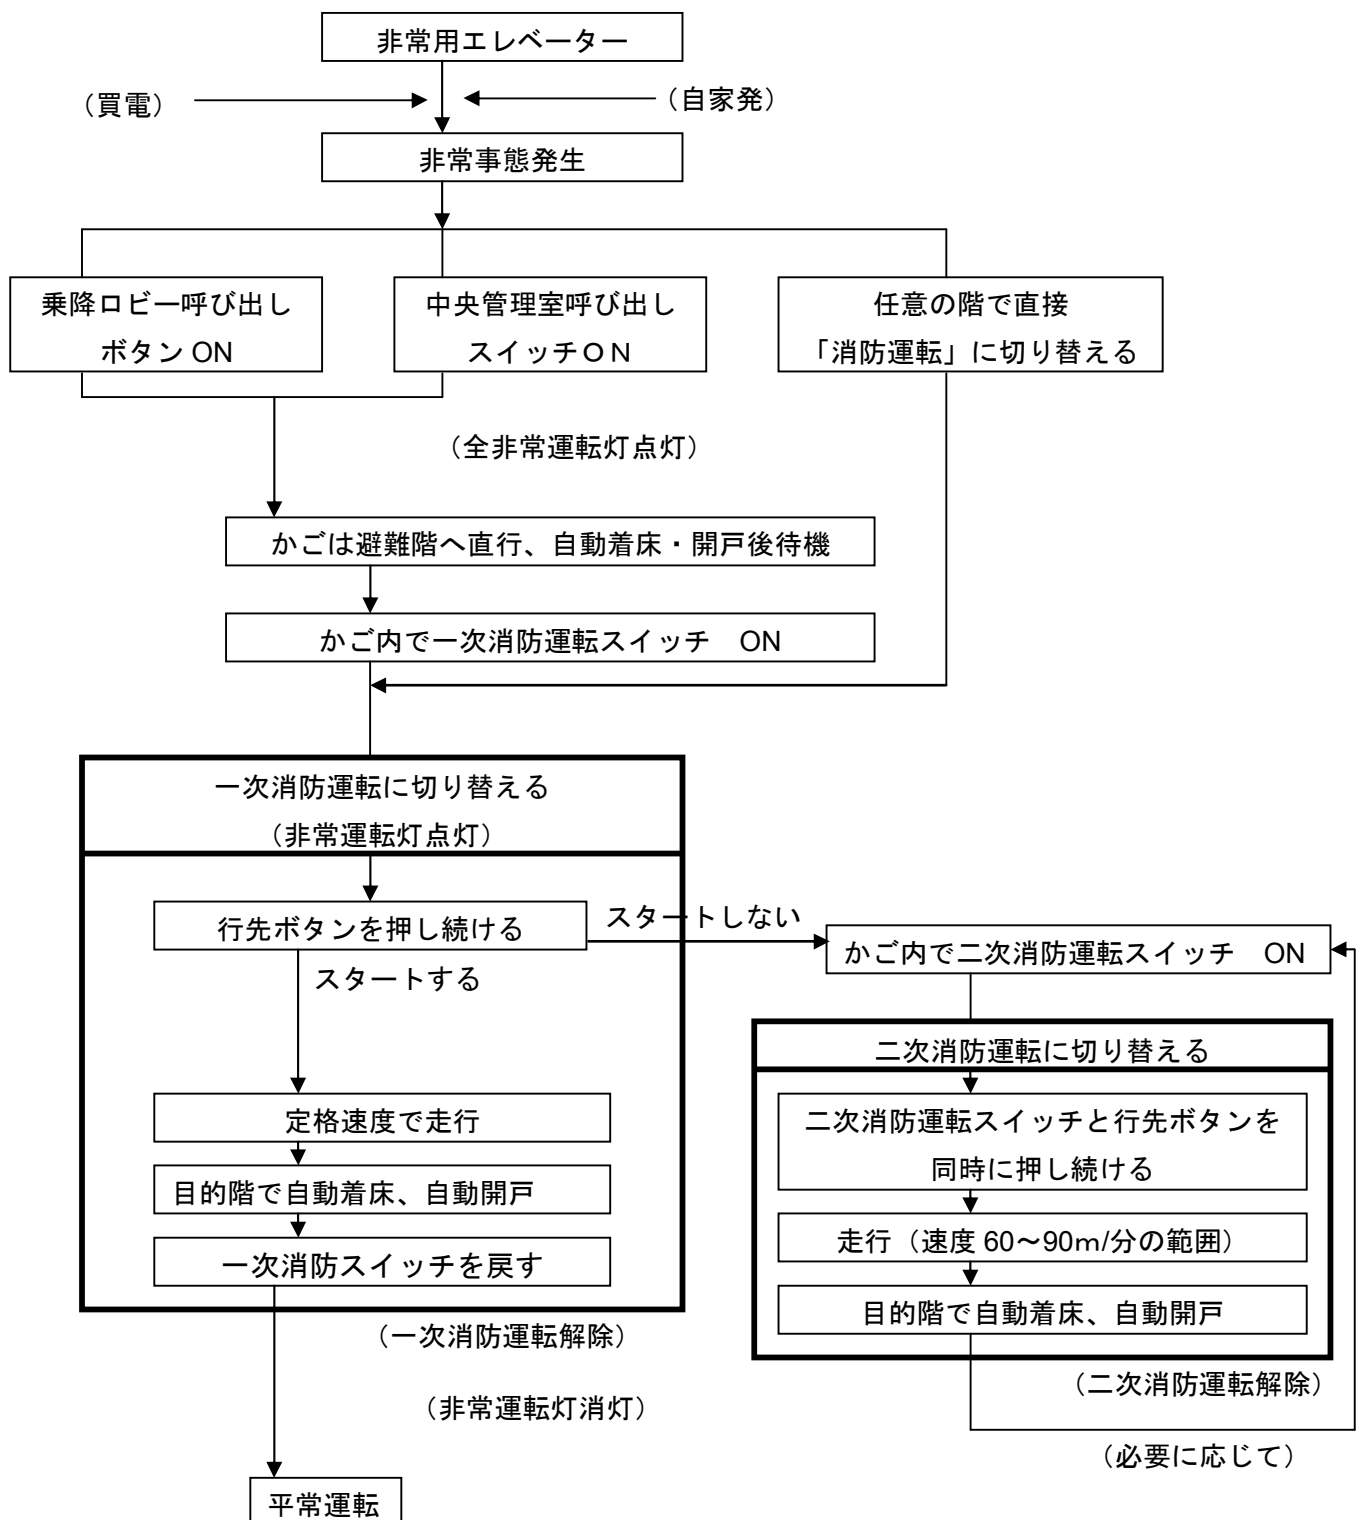 非常用エレベーター
（買電）
（自家発）
非常事態発生
乗降ロビー呼び出し
ボタン ON
中央管理室呼び出し
スイッチＯＮ
任意の階で直接
「消防運転」に切り替える
（全非常運転灯点灯）
かごは避難階へ直行、自動着床・開戸後待機
かご内で一次消防運転スイッチ　ON
一次消防運転に切り替える
（非常運転灯点灯）
行先ボタンを押し続ける
スタートしない
かご内で二次消防運転スイッチ　ON
スタートする
二次消防運転に切り替える
定格速度で走行
二次消防運転スイッチと行先ボタンを
同時に押し続ける
目的階で自動着床、自動開戸
走行（速度 60～90ｍ/分の範囲）
一次消防スイッチを戻す
目的階で自動着床、自動開戸
（一次消防運転解除）
（二次消防運転解除）
（非常運転灯消灯）
（必要に応じて）
平常運転